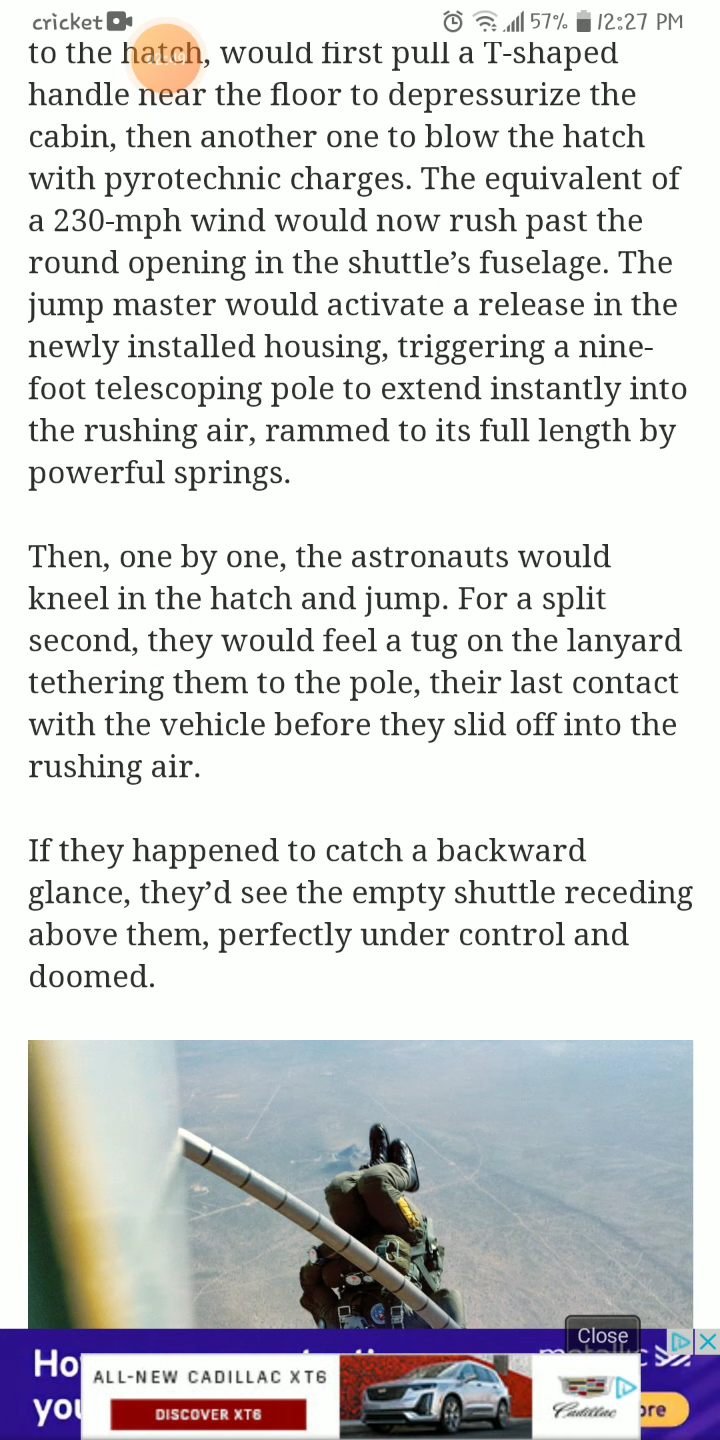 cricket
57% 12:27 PM
to the hatch, would first pull a T-shaped
handle near the floor to depressurize the
cabin, then another one to blow the hatch
with pyrotechnic charges. The equivalent of
a 230-mph wind would now rush past the
round opening in the shuttle’s fuselage. The
jump master would activate a release in the
newly installed housing, triggering a nine-
foot telescoping pole to extend instantly into
the rushing air, rammed to its full length by
powerful springs.
Then, one by one, the astronauts would
kneel in the hatch and jump. For a split
second, they would feel a tug on the lanyard
tethering them to the pole, their last contact
with the vehicle before they slid off into the
rushing air.
If they happened to catch a backward
glance, they’d see the empty shuttle receding
above them, perfectly under control and
doomed.
Close
ALL-NEW CADILLAC XT6
DISCOVER XT6
Cadillac